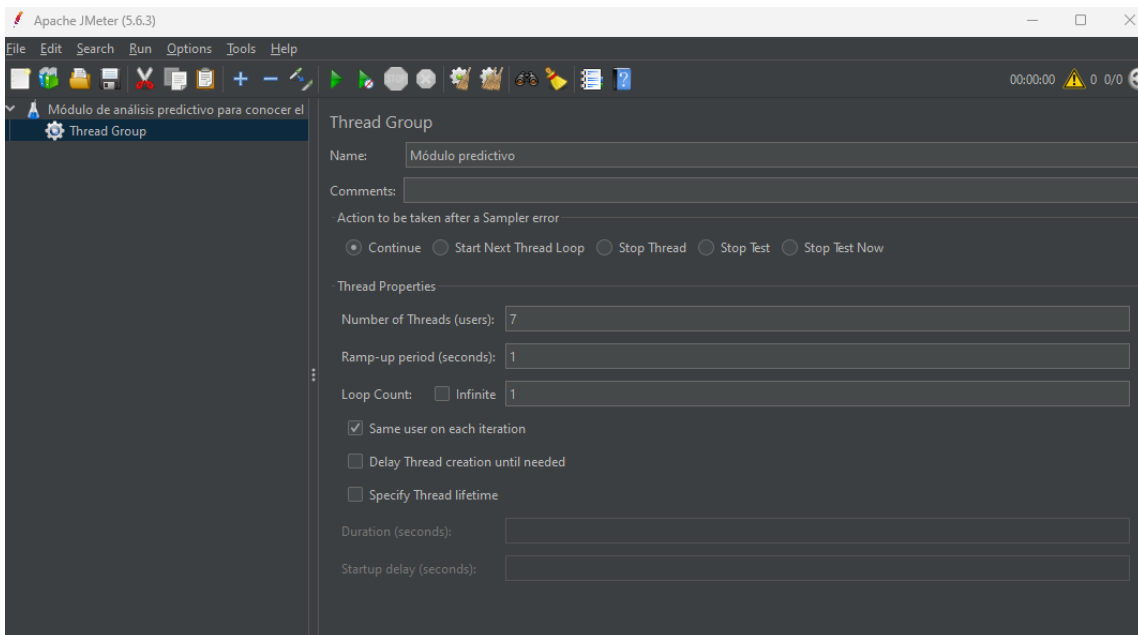 Apache JMeter (5.6.3)
File Edit Search Run Options Tools Help
STOP
00:00:00 0 0/0
Módulo de análisis predictivo para conocer el
Thread Group
Thread Group
Name: Módulo predictivo
Comments:
Action to be taken after a Sampler error
Continue Start Next Thread Loop Stop Thread Stop Test Stop Test Now
Thread Properties
Number of Threads (users): 7
Ramp-up period (seconds): 1
Loop Count: Infinite 1
Same user on each iteration
Delay Thread creation until needed
Specify Thread lifetime
Duration (seconds):
Startup delay (seconds):